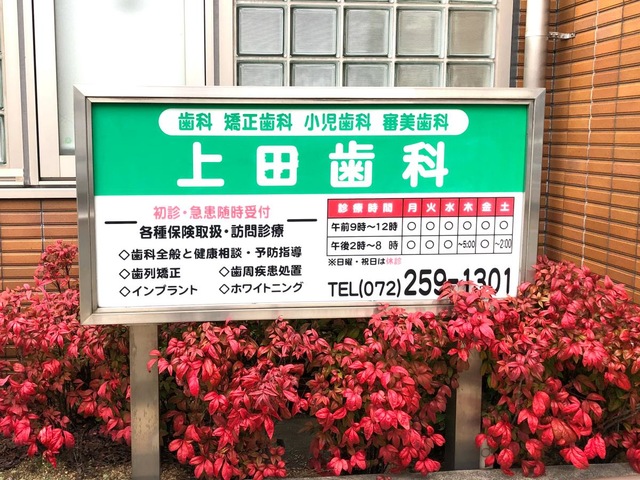 歯科 矯正歯科 小児歯科 審美歯科
上田歯科
初診・急患随時受付
各種保険取扱・訪問診療
◇歯科全般と健康相談・予防指導
◇歯列矯正 ◇歯周疾患処置
◇インプラント ◇ホワイトニング
診療時間 月 火 水 木 金 土
午前9時〜12時 ○ ○ ○ ○ ○ ○
午後2時〜8時 ○ ○ ○ 〜5:00 ○ 〜2:00
※日曜・祝日は休診
TEL(072)259-1301